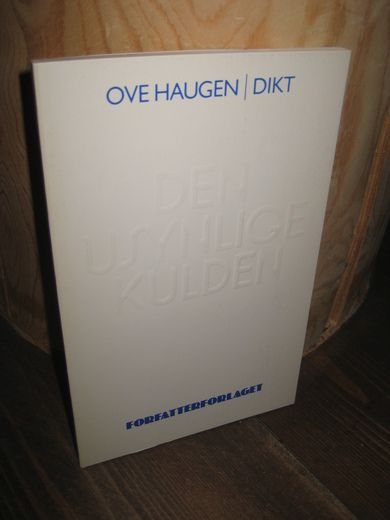 OVE HAUGEN | DIKT
DEN
USYNLIGE
KULDEN
FORFATTERFORLAGET